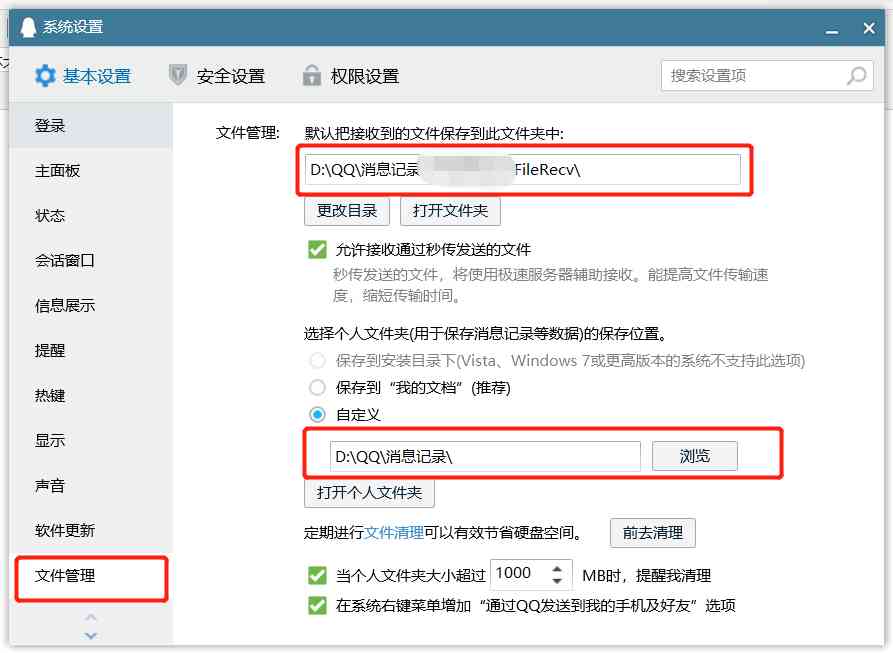 系统设置
基本设置 安全设置 权限设置 搜索设置项
登录
主面板
状态
会话窗口
信息展示
提醒
热键
显示
声音
软件更新
文件管理
文件管理: 默认把接收到的文件保存到此文件夹中:
D:\QQ\消息记录 FileRecv\
更改目录 打开文件夹
允许接收通过秒传发送的文件
秒传发送的文件，将使用极速服务器辅助接收。能提高文件传输速
度，缩短传输时间。
选择个人文件夹(用于保存消息记录等数据)的保存位置。
保存到安装目录下(Vista、Windows 7或更高版本的系统不支持此选项)
保存到“我的文档”(推荐)
自定义
D:\QQ\消息记录\ 浏览
打开个人文件夹
定期进行文件清理可以有效节省硬盘空间。 前去清理
当个人文件夹大小超过 1000 MB时，提醒我清理
在系统右键菜单增加“通过QQ发送到我的手机及好友”选项